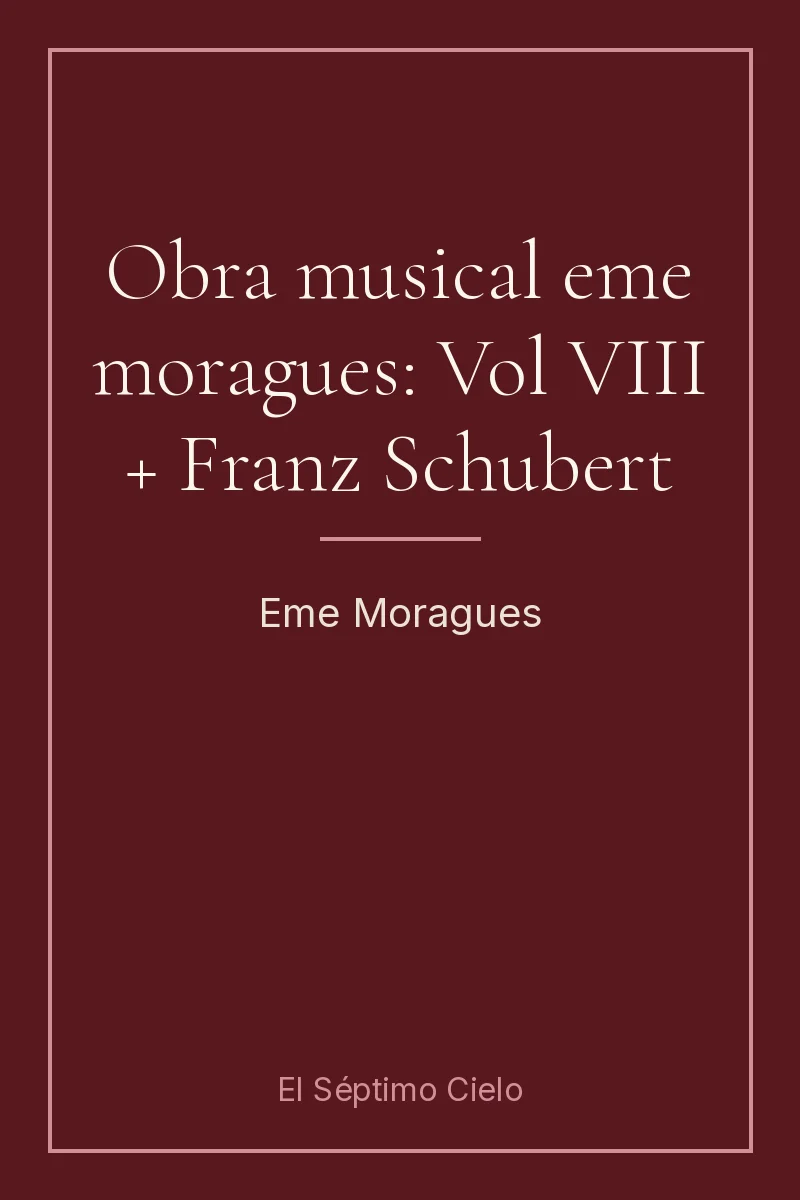 Obra musical eme
moragues: Vol VIII
+ Franz Schubert
Eme Moragues
El Séptimo Cielo